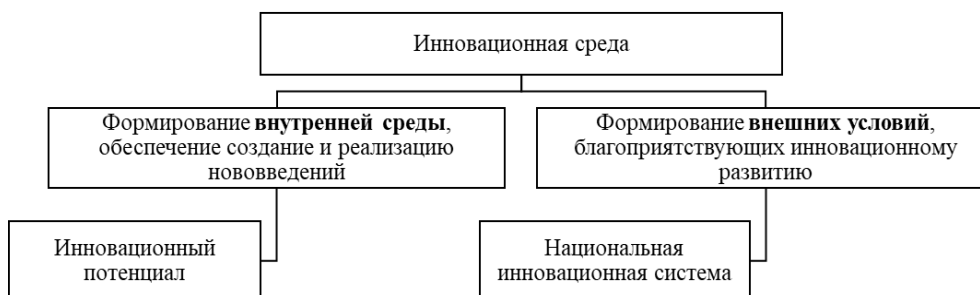 Инновационная среда
Формирование внутренней среды,
обеспечение создание и реализацию
нововведений
Формирование внешних условий,
благоприятствующих инновационному
развитию
Инновационный
потенциал
Национальная
инновационная система